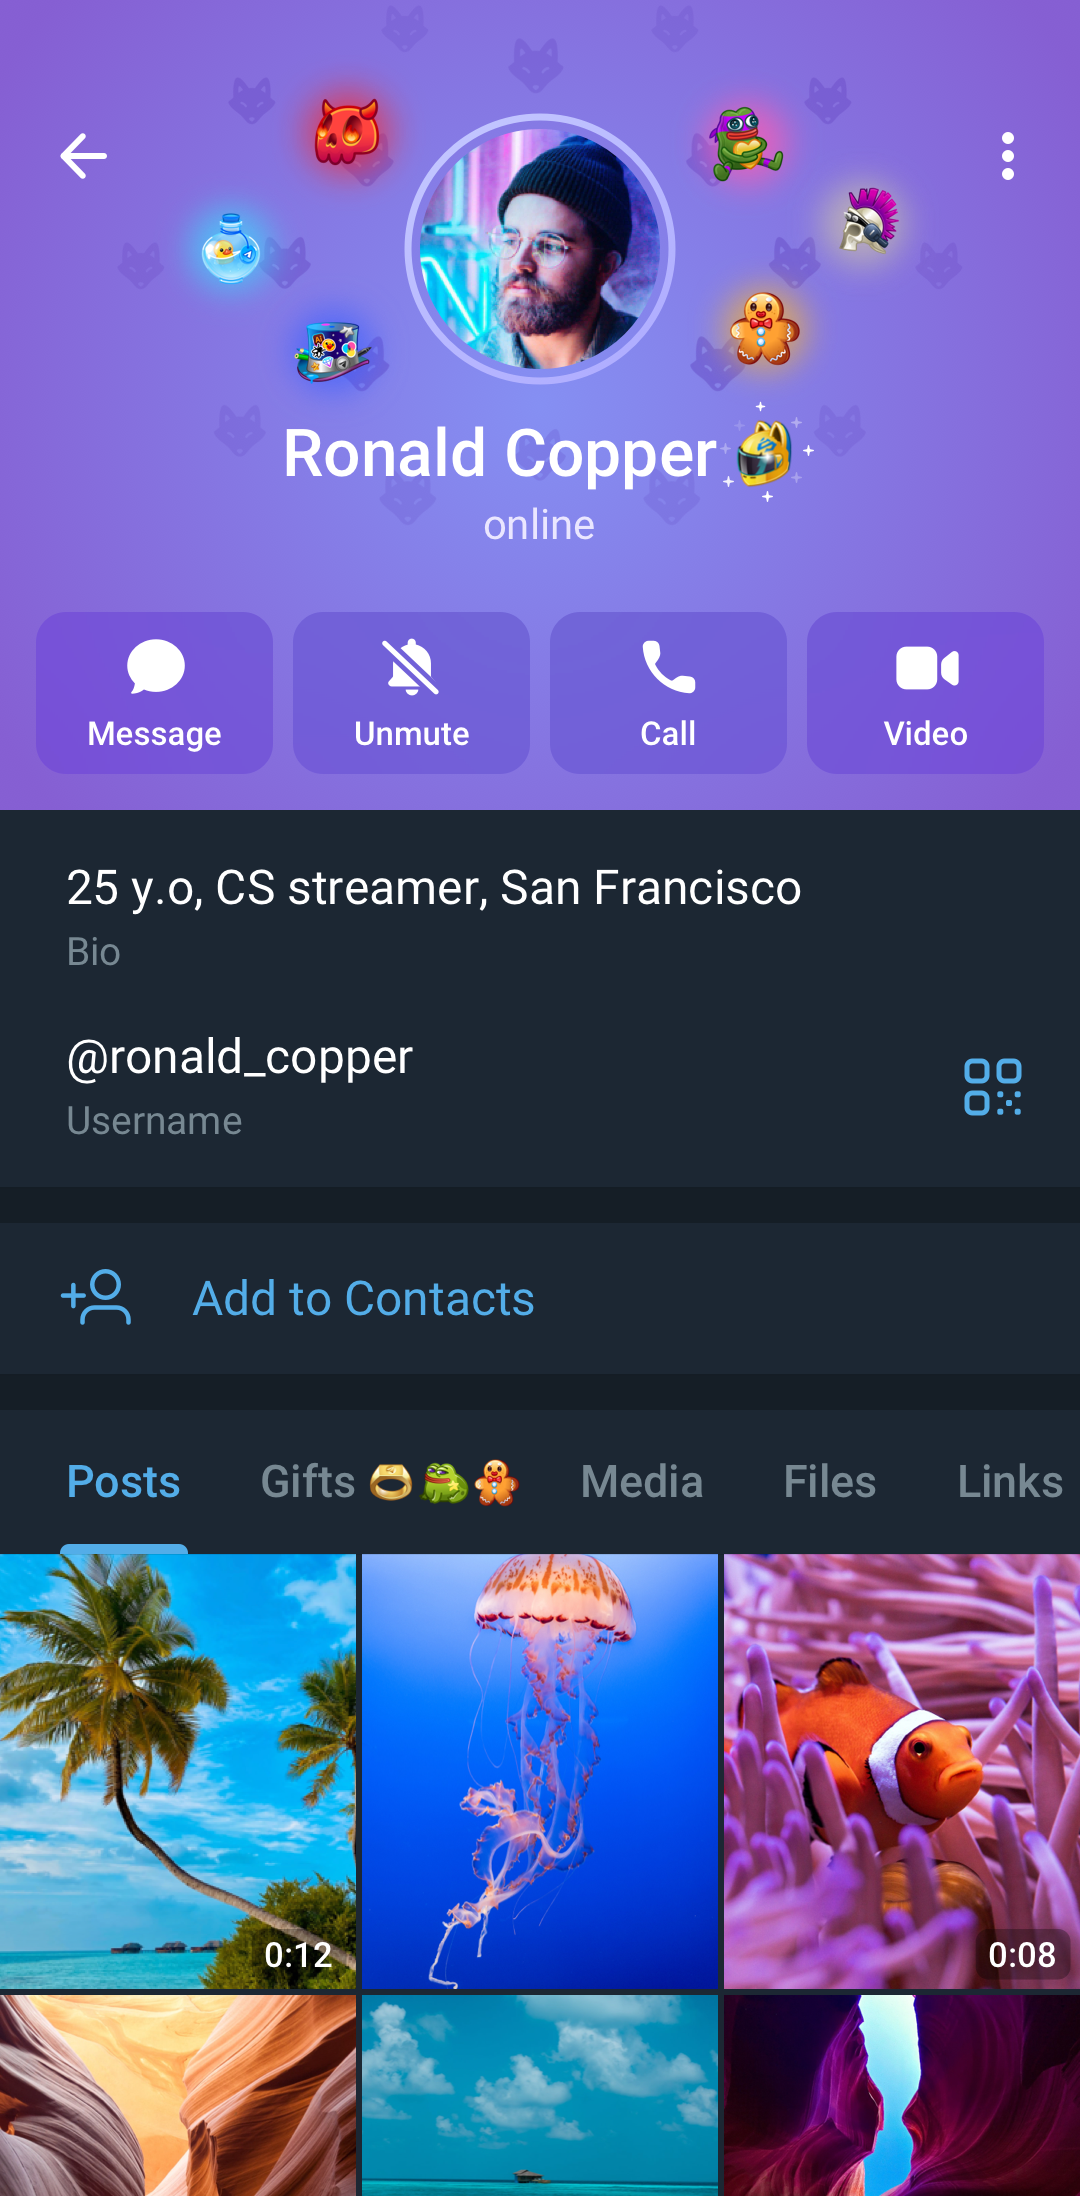 Ronald Copper
online
Message
Unmute
Call
Video
25 y.o, CS streamer, San Francisco
Bio
@ronald_copper
Username
Add to Contacts
Posts
Gifts
Media
Files
Links
0:12
0:08